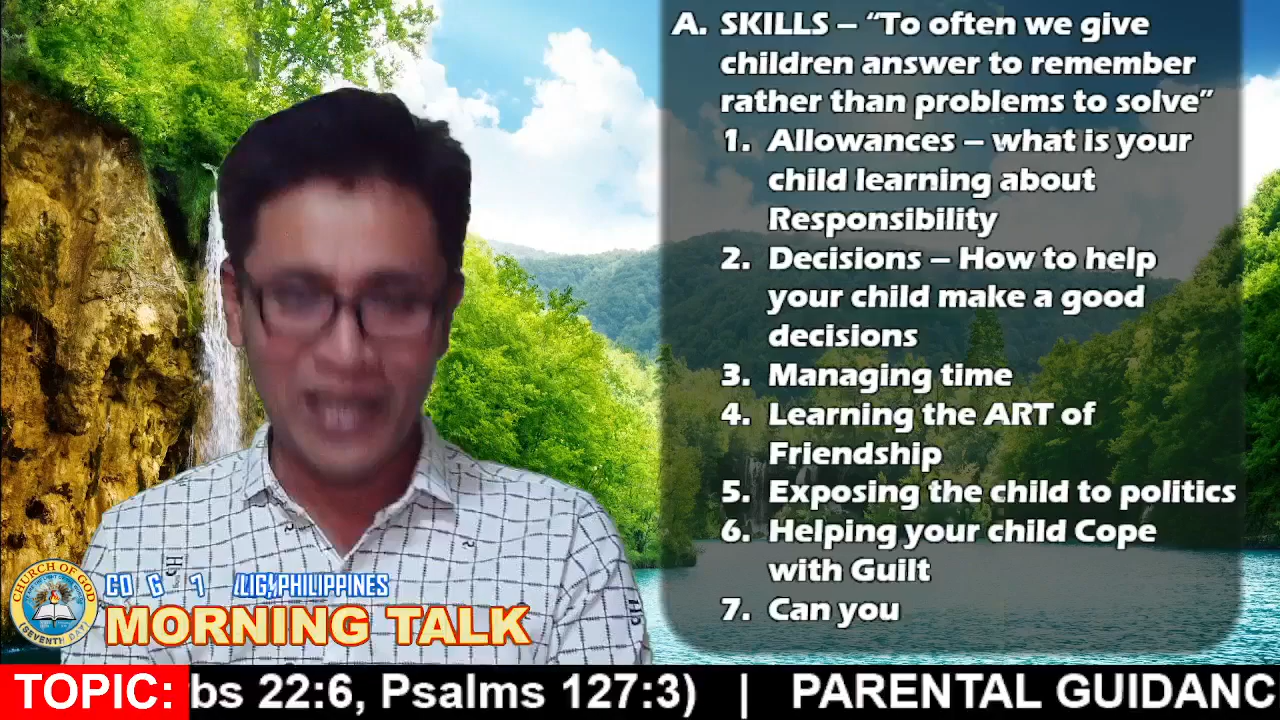 A. SKILLS – “To often we give
children answer to remember
rather than problems to solve”
1. Allowances – what is your
child learning about
Responsibility
2. Decisions – How to help
your child make a good
decisions
3. Managing time
4. Learning the ART of
Friendship
5. Exposing the child to politics
6. Helping your child Cope
with Guilt
7. Can you
CHURCH OF GOD
(SEVENTH DAY)
PHILIPPINES
MORNING TALK
TOPIC: bs 22:6, Psalms 127:3) | PARENTAL GUIDANC